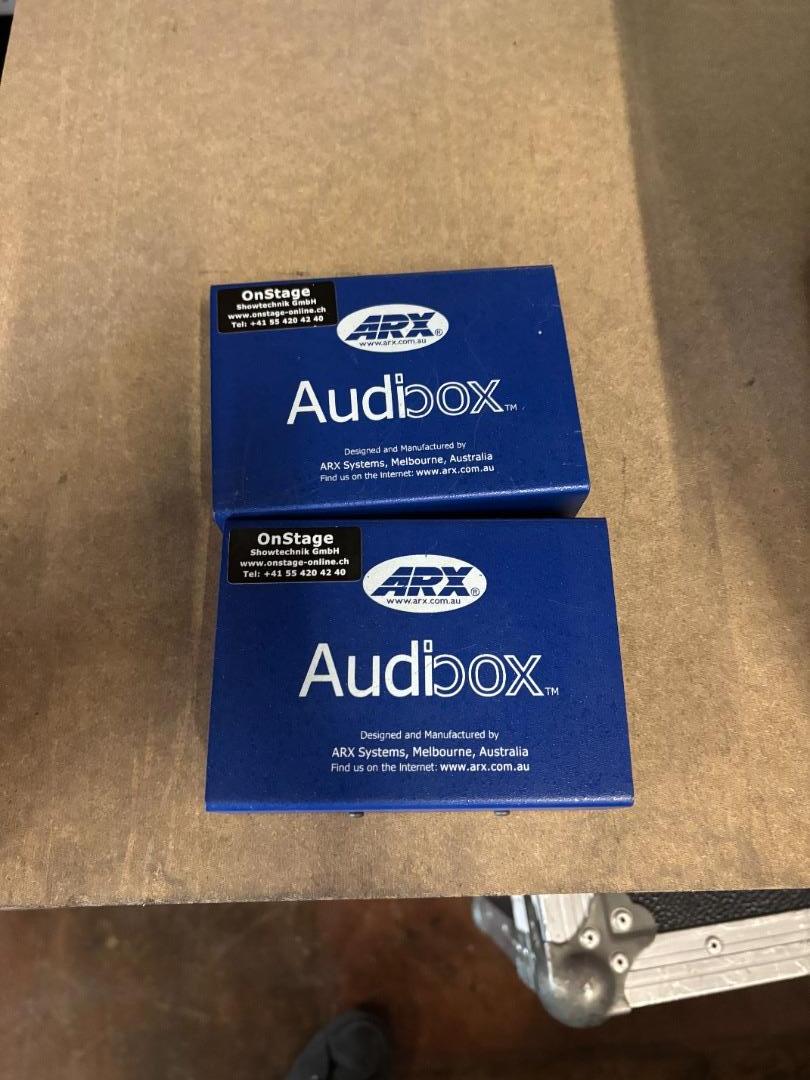 OnStage
Showtechnik GmbH
www.onstage-online.ch
Tel: +41 55 420 42 40
ARX®
www.arx.com.au
Audibox™
Designed and Manufactured by
ARX Systems, Melbourne, Australia
Find us on the Internet: www.arx.com.au
OnStage
Showtechnik GmbH
www.onstage-online.ch
Tel: +41 55 420 42 40
ARX®
www.arx.com.au
Audibox™
Designed and Manufactured by
ARX Systems, Melbourne, Australia
Find us on the Internet: www.arx.com.au